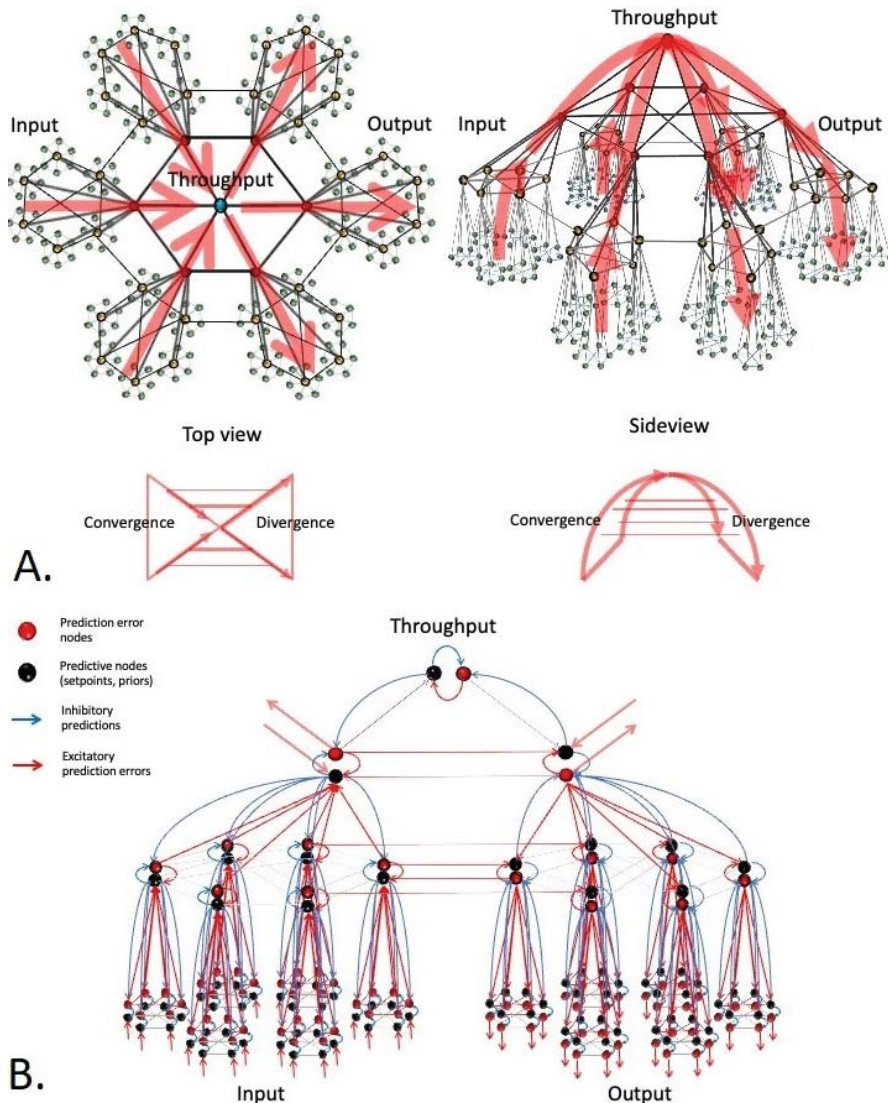 Throughput
Input
Output
Throughput
Input
Output
Top view
Sideview
Convergence
Divergence
Convergence
Divergence
A.
Prediction error
nodes
Predictive nodes
(setpoints, priors)
Inhibitory
predictions
Excitatory
prediction errors
Throughput
B.
Input
Output